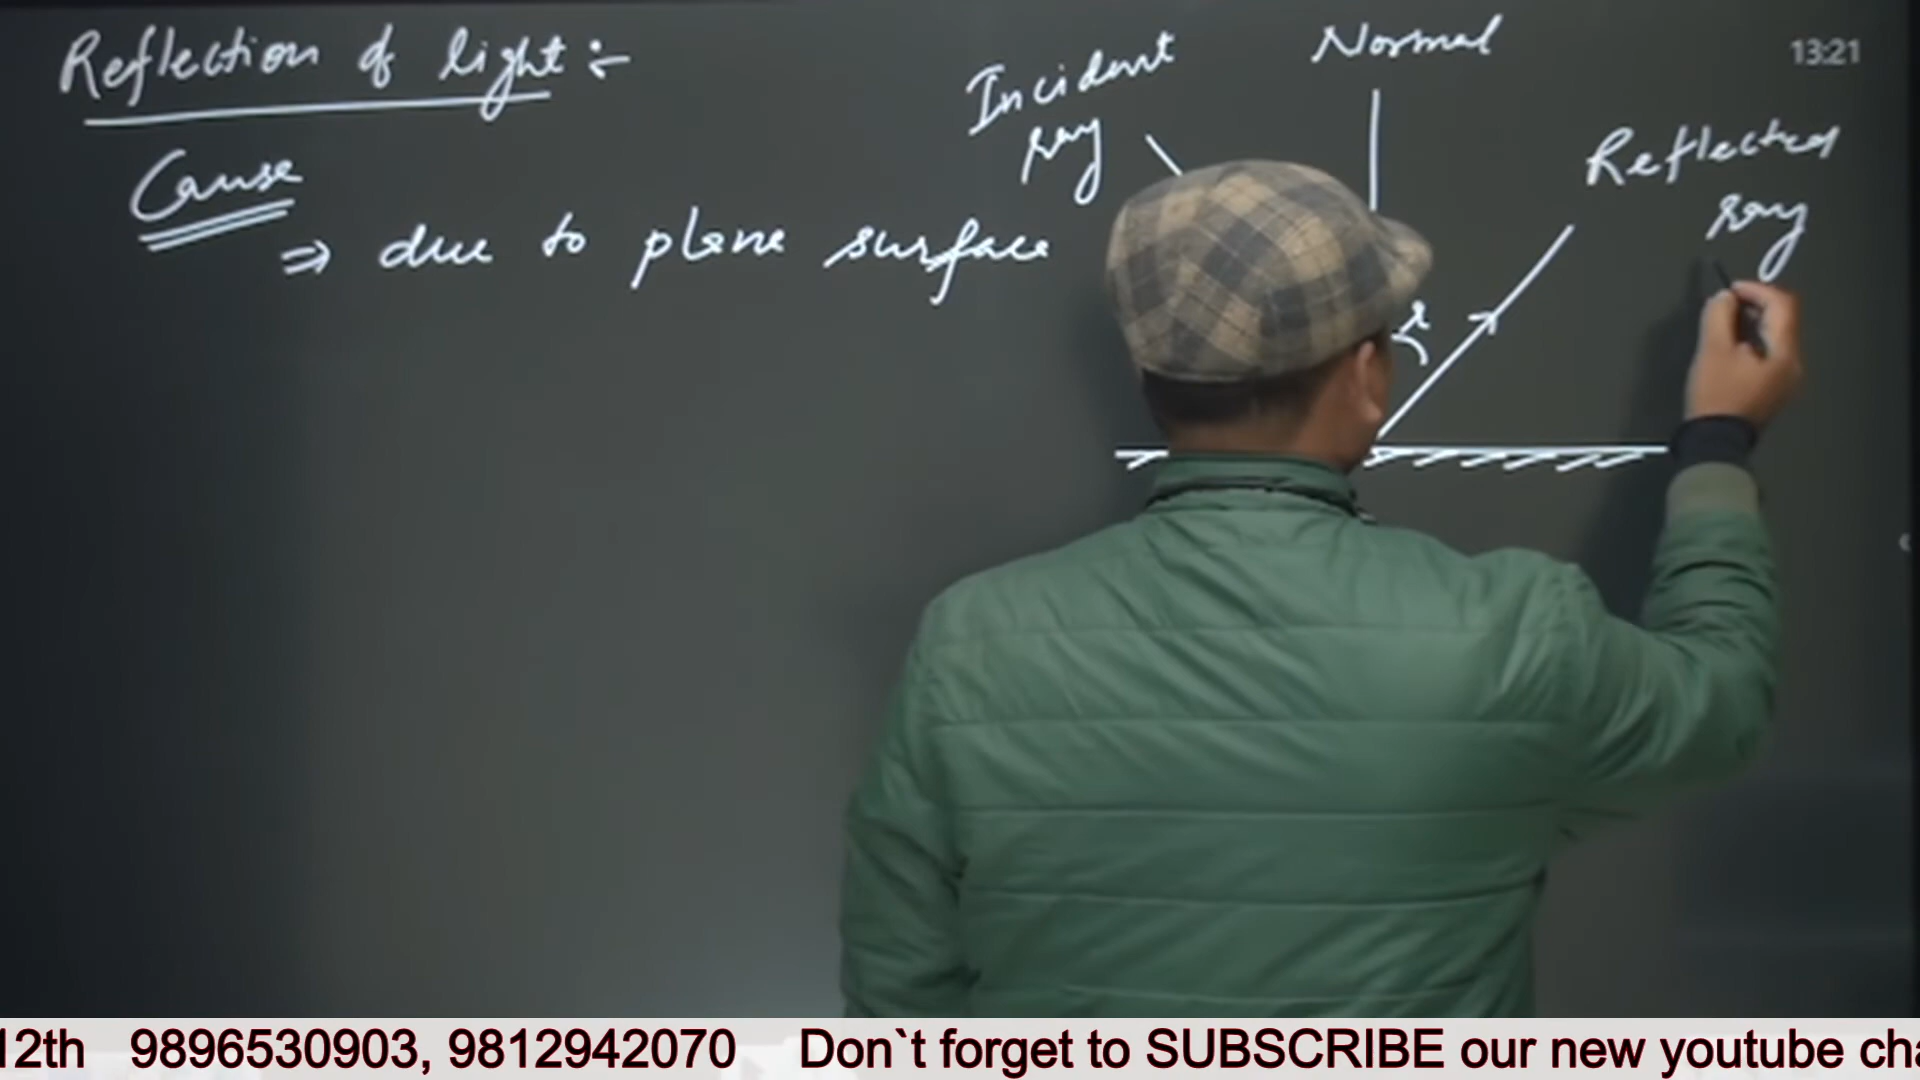 Reflection of light :-
Cause
⇒ due to plane surface
Incident
ray
Normal
13:21
Reflected
ray
r
12th 9896530903, 9812942070 Don`t forget to SUBSCRIBE our new youtube cha